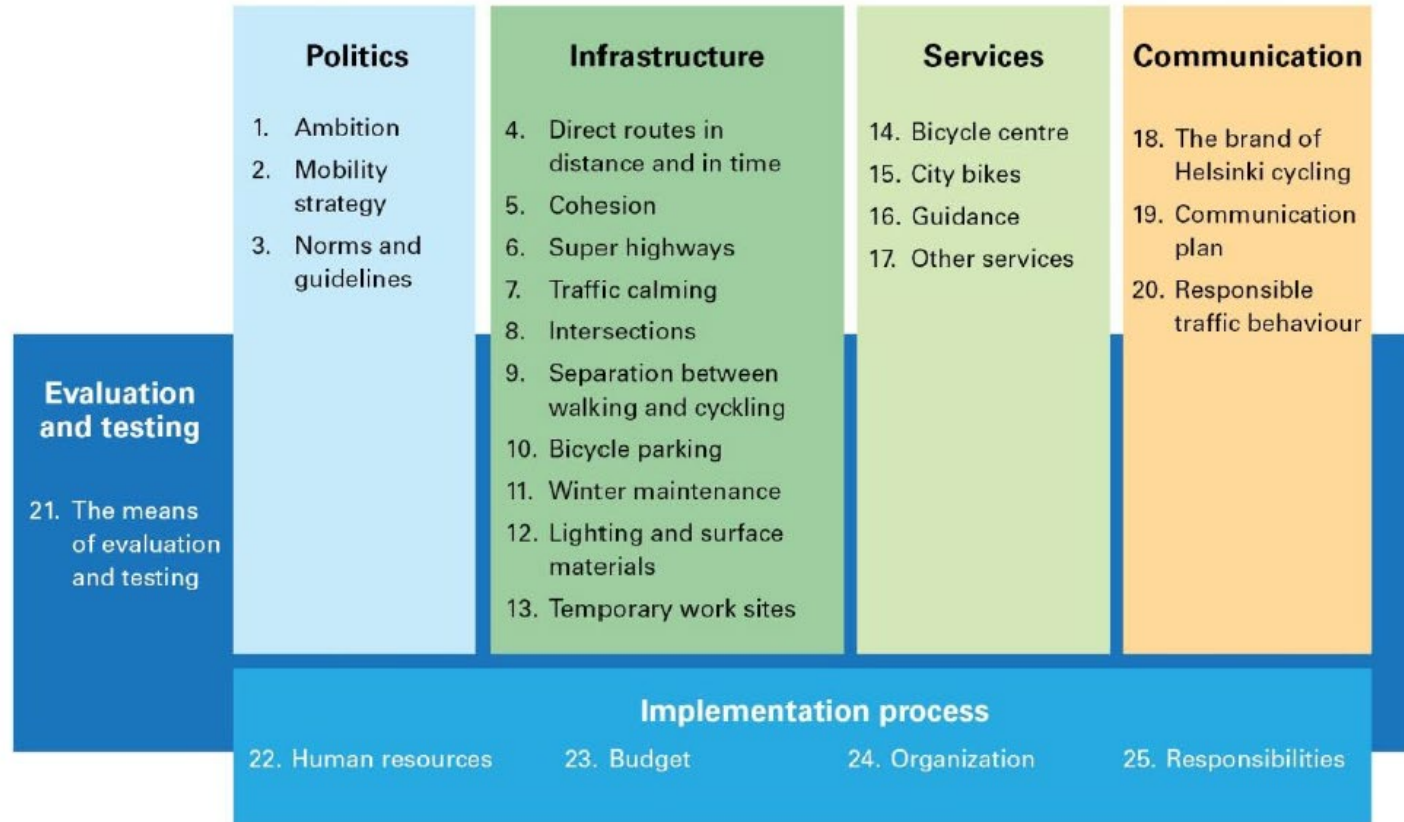 Politics
1. Ambition
2. Mobility
strategy
3. Norms and
guidelines
Infrastructure
4. Direct routes in
distance and in time
5. Cohesion
6. Super highways
7. Traffic calming
8. Intersections
9. Separation between
walking and cyckling
10. Bicycle parking
11. Winter maintenance
12. Lighting and surface
materials
13. Temporary work sites
Services
14. Bicycle centre
15. City bikes
16. Guidance
17. Other services
Communication
18. The brand of
Helsinki cycling
19. Communication
plan
20. Responsible
traffic behaviour
Evaluation
and testing
21. The means
of evaluation
and testing
Implementation process
22. Human resources
23. Budget
24. Organization
25. Responsibilities